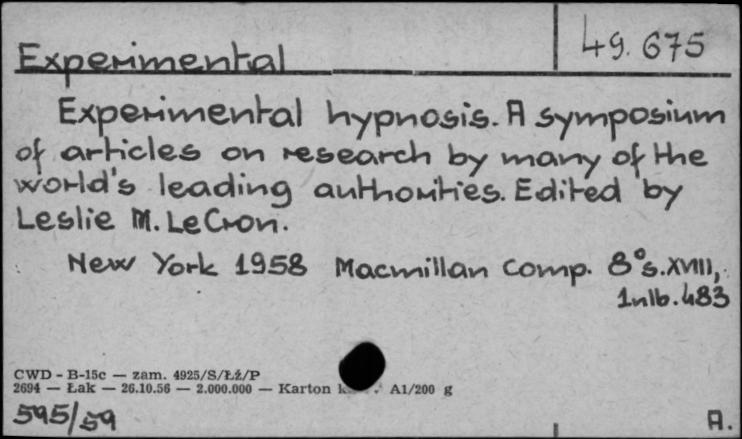 49.675
Experimental
Experimental hypnosis. A symposium
of articles on research by many of the
world's leading authorities. Edited by
Leslie M. LeCron.
New York 1958 Macmillan Comp. 8° s. XVIII,
1nlb. 483
CWD - B-15c — zam. 4925/S/Łź/P
2694 — Łak — 26.10.56 — 2.000.000 — Karton A1/200 g
595/59
A.